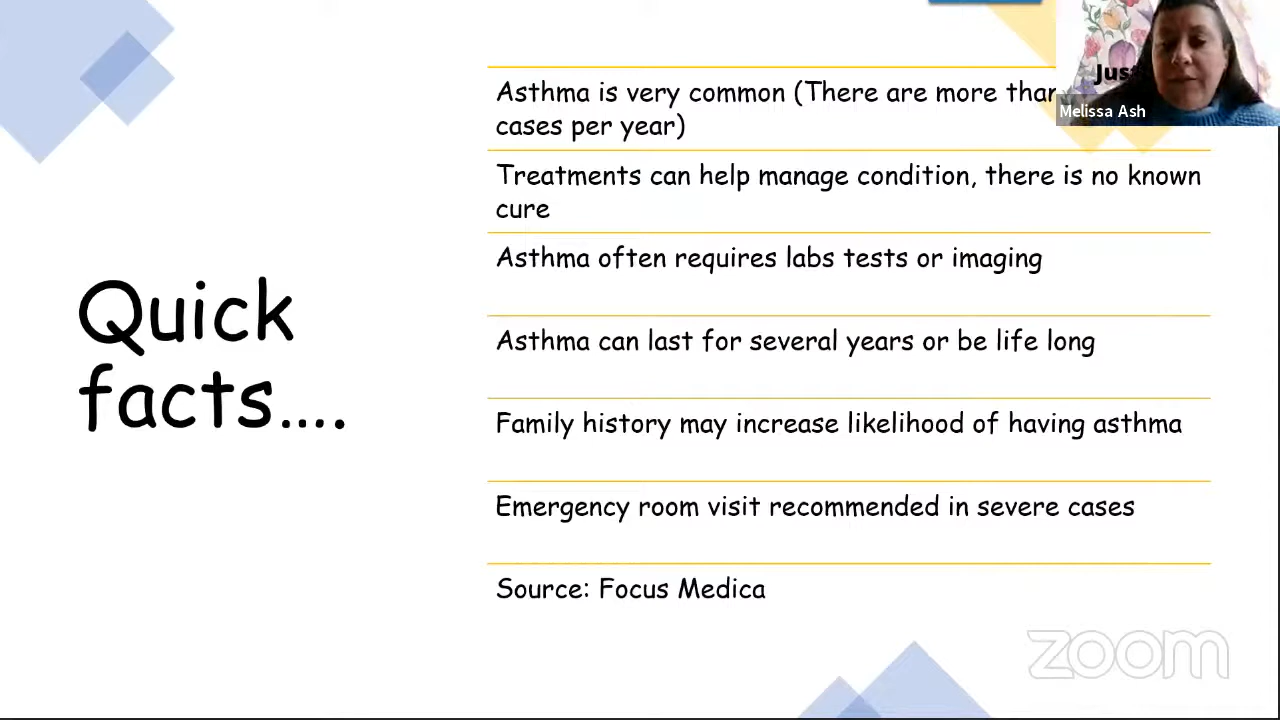 Quick
facts....
Asthma is very common (There are more than
cases per year)
Treatments can help manage condition, there is no known
cure
Asthma often requires labs tests or imaging
Asthma can last for several years or be life long
Family history may increase likelihood of having asthma
Emergency room visit recommended in severe cases
Source: Focus Medica
Melissa Ash
zoom